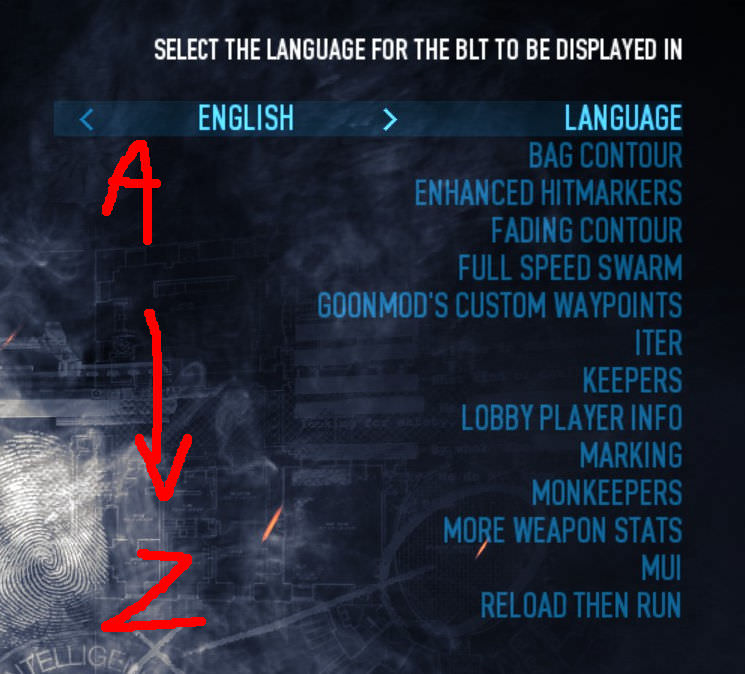 SELECT THE LANGUAGE FOR THE BLT TO BE DISPLAYED IN
< ENGLISH > LANGUAGE
A
BAG CONTOUR
ENHANCED HITMARKERS
FADING CONTOUR
FULL SPEED SWARM
GOONMOD'S CUSTOM WAYPOINTS
ITER
KEEPERS
LOBBY PLAYER INFO
MARKING
MONKEEPERS
MORE WEAPON STATS
MUI
Z
RELOAD THEN RUN